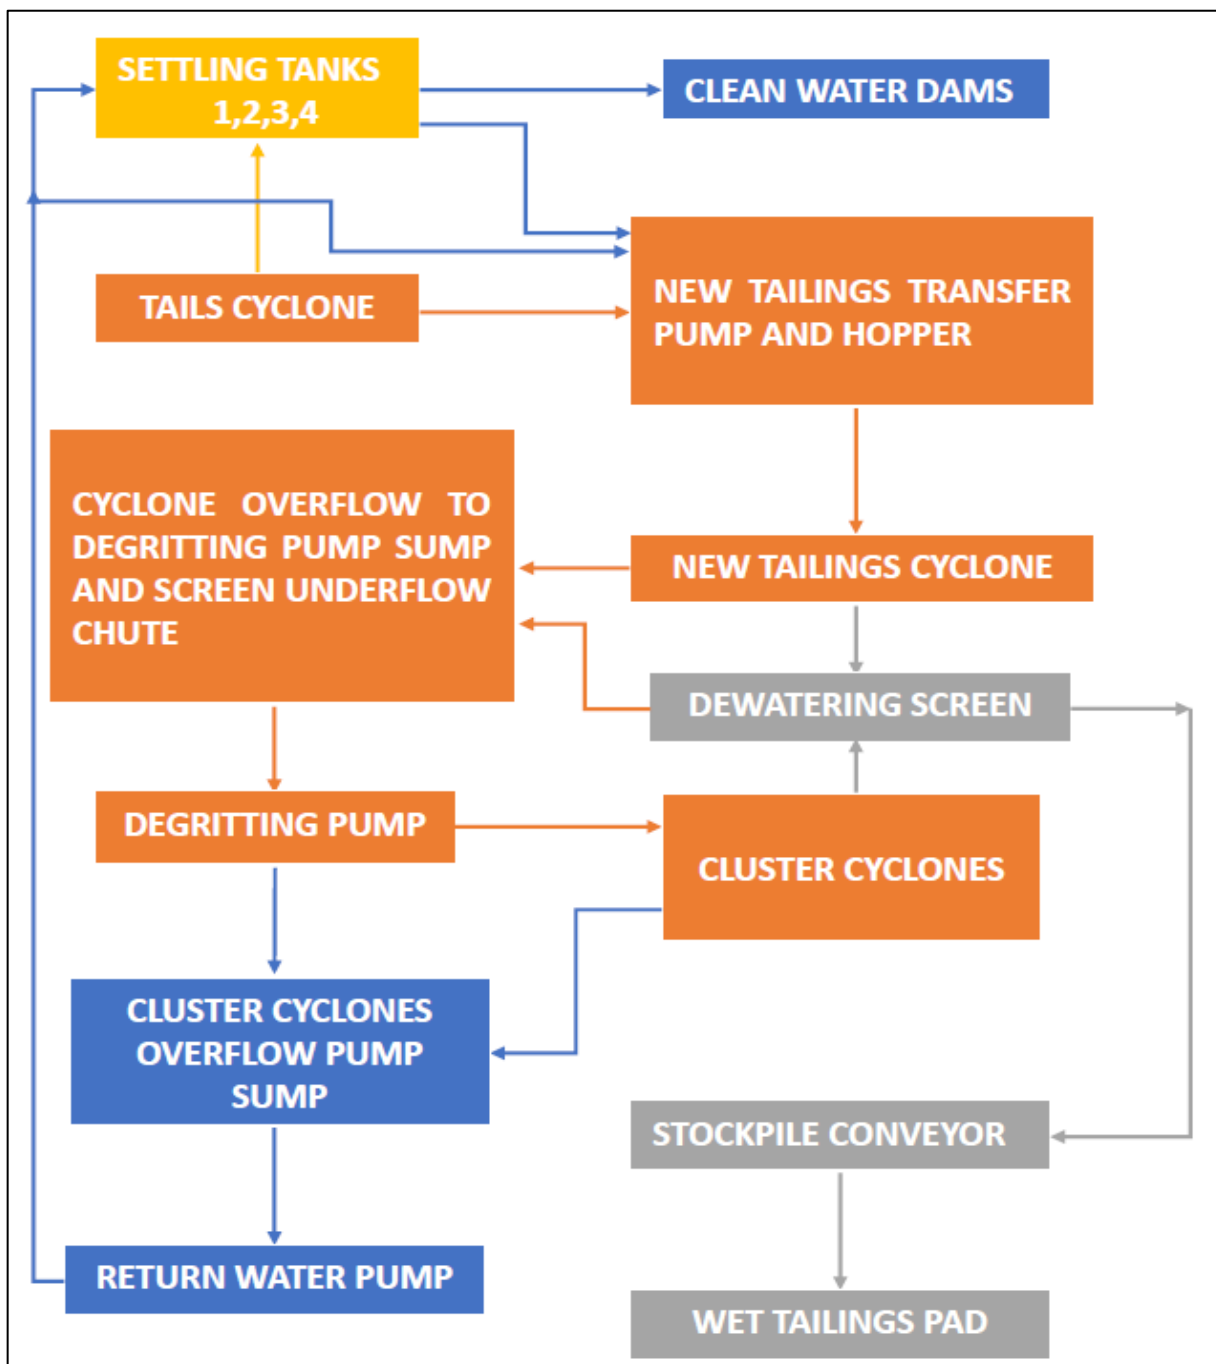 SETTLING TANKS
1,2,3,4
CLEAN WATER DAMS
TAILS CYCLONE
NEW TAILINGS TRANSFER
PUMP AND HOPPER
CYCLONE OVERFLOW TO
DEGRITTING PUMP SUMP
AND SCREEN UNDERFLOW
CHUTE
NEW TAILINGS CYCLONE
DEWATERING SCREEN
DEGRITTING PUMP
CLUSTER CYCLONES
CLUSTER CYCLONES
OVERFLOW PUMP
SUMP
STOCKPILE CONVEYOR
RETURN WATER PUMP
WET TAILINGS PAD